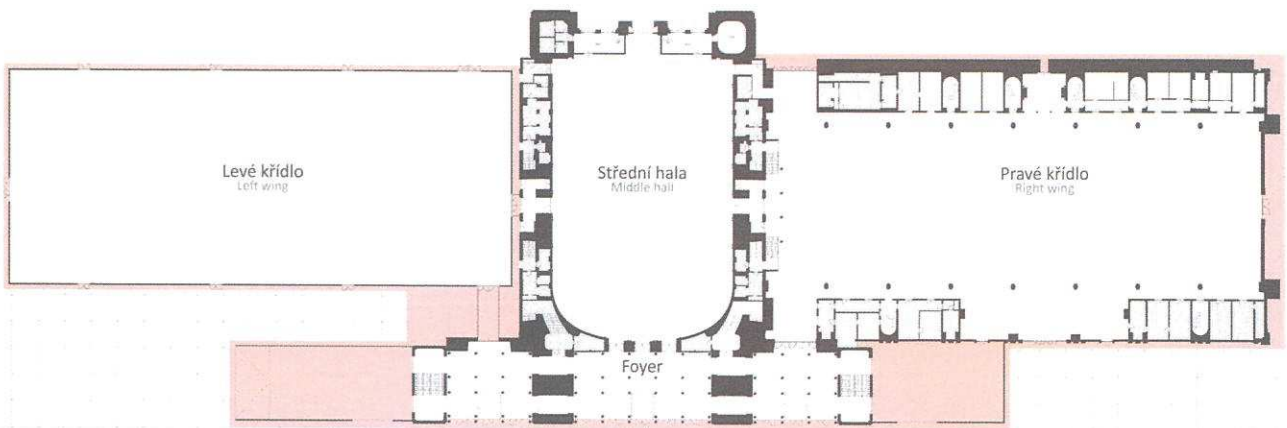 Levé křídlo
Left wing
Střední hala
Middle hall
Pravé křídlo
Right wing
Foyer